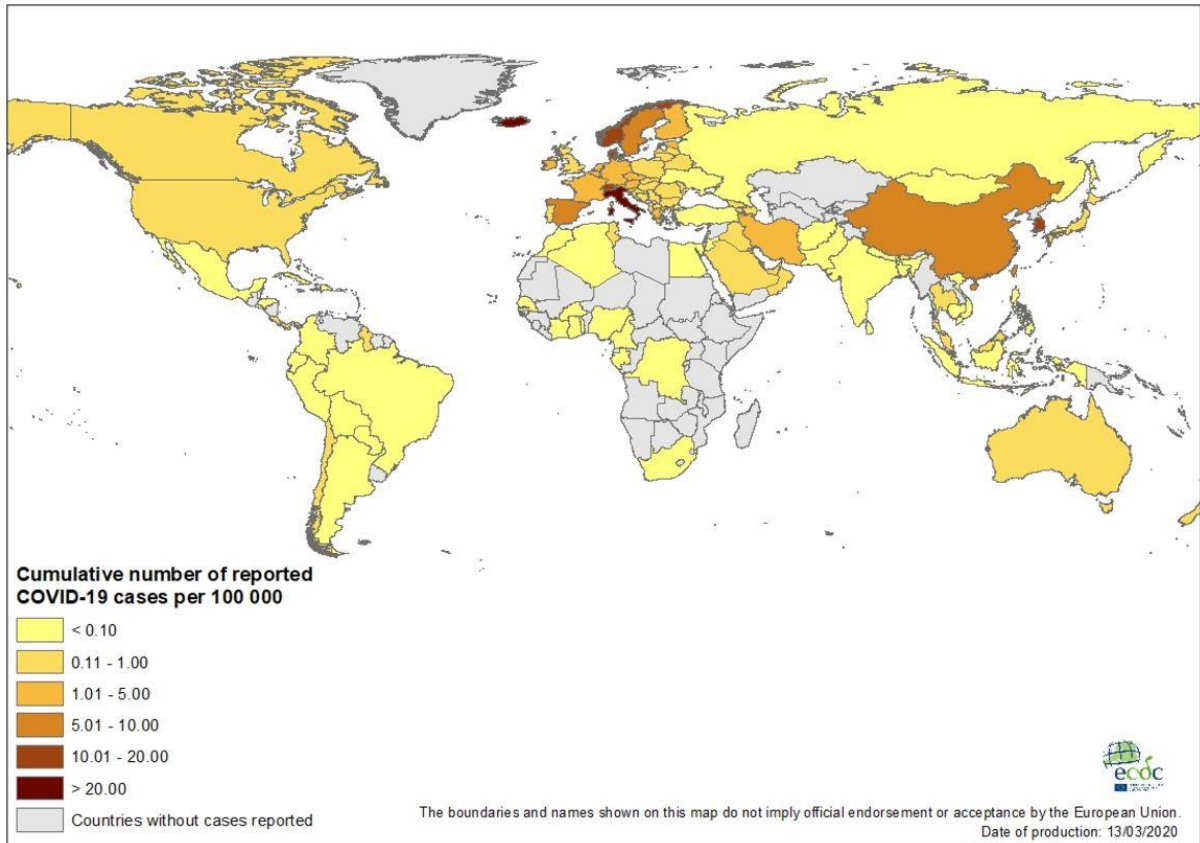 Cumulative number of reported
COVID-19 cases per 100 000
< 0.10
0.11 - 1.00
1.01 - 5.00
5.01 - 10.00
10.01 - 20.00
> 20.00
Countries without cases reported
ecdc
The boundaries and names shown on this map do not imply official endorsement or acceptance by the European Union.
Date of production: 13/03/2020